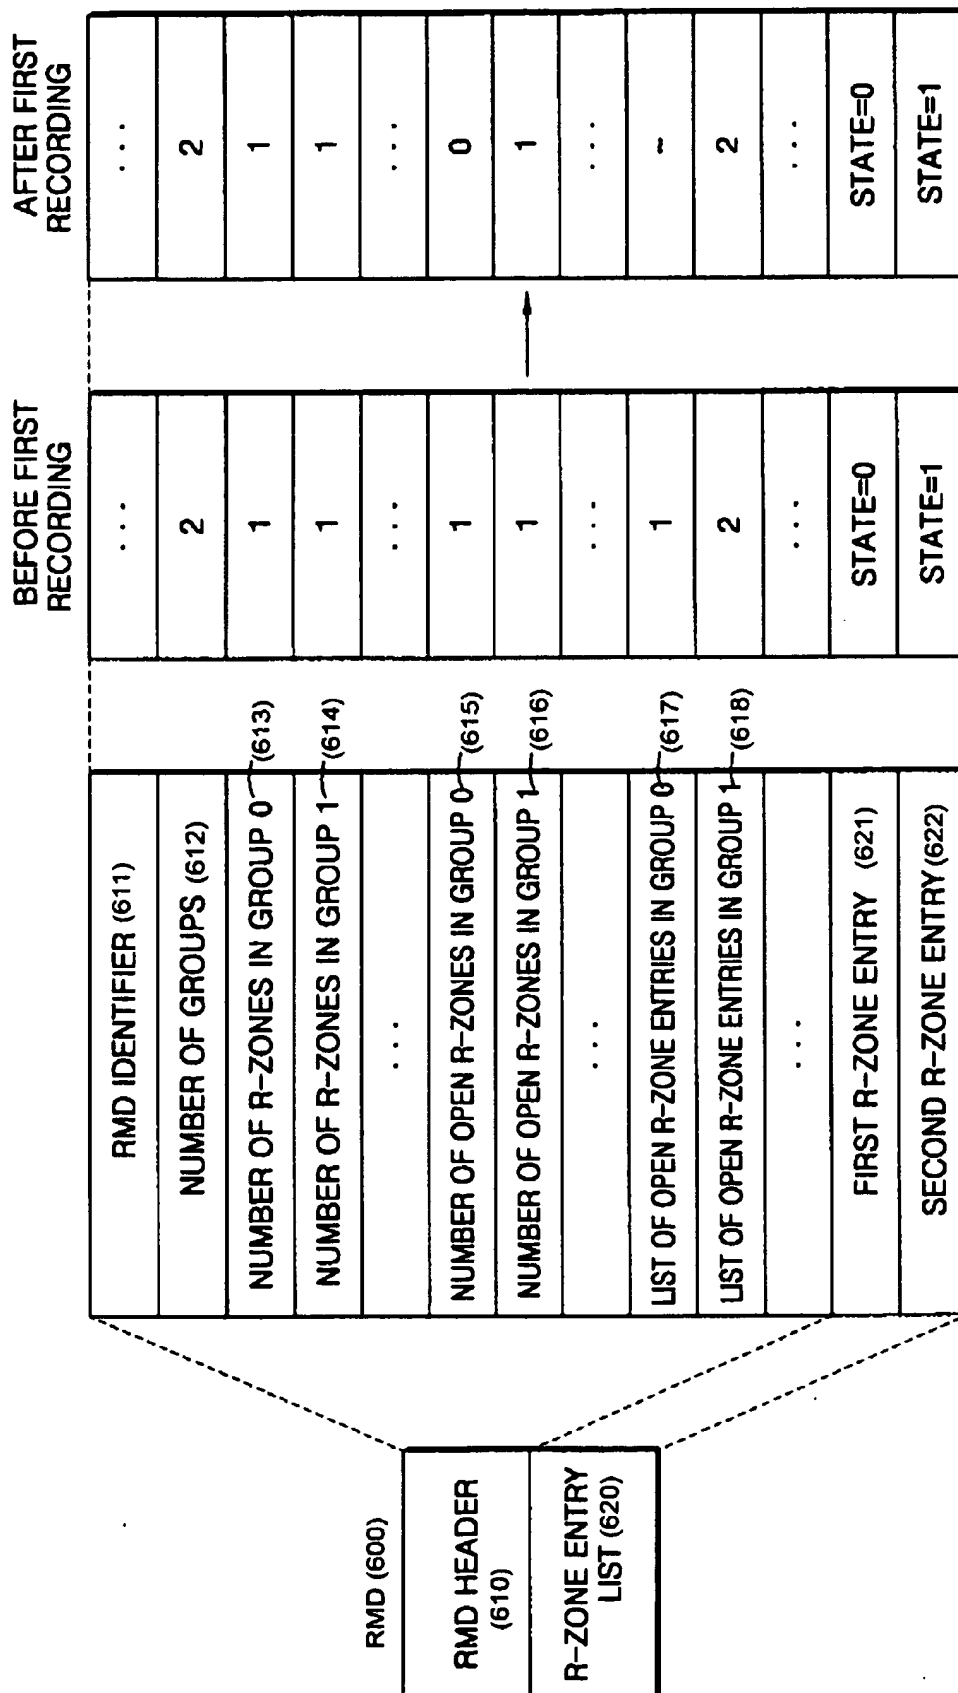 RMD (600)
RMD HEADER
(610)
R-ZONE ENTRY
LIST (620)
RMD IDENTIFIER (611)
NUMBER OF GROUPS (612)
NUMBER OF R-ZONES IN GROUP 0 (613)
NUMBER OF R-ZONES IN GROUP 1 (614)
...
NUMBER OF OPEN R-ZONES IN GROUP 0 (615)
NUMBER OF OPEN R-ZONES IN GROUP 1 (616)
...
LIST OF OPEN R-ZONE ENTRIES IN GROUP 0 (617)
LIST OF OPEN R-ZONE ENTRIES IN GROUP 1 (618)
...
FIRST R-ZONE ENTRY (621)
SECOND R-ZONE ENTRY (622)
BEFORE FIRST
RECORDING
...
2
1
1
...
1
1
...
1
2
...
STATE=0
STATE=1
AFTER FIRST
RECORDING
...
2
1
1
...
0
1
...
~
2
...
STATE=0
STATE=1